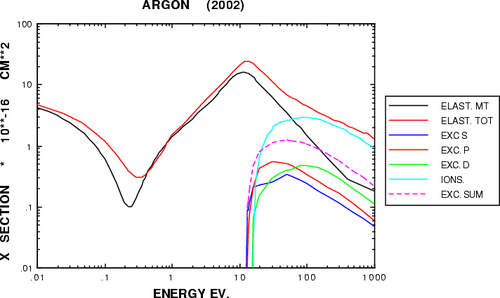 ARGON (2002)
X SECTION * 10**-16 CM**2
100
10
1
.1
.01
.01
.1
1
10
100
1000
ENERGY EV.
ELAST. MT
ELAST. TOT
EXC S
EXC. P
EXC. D
IONS.
EXC. SUM